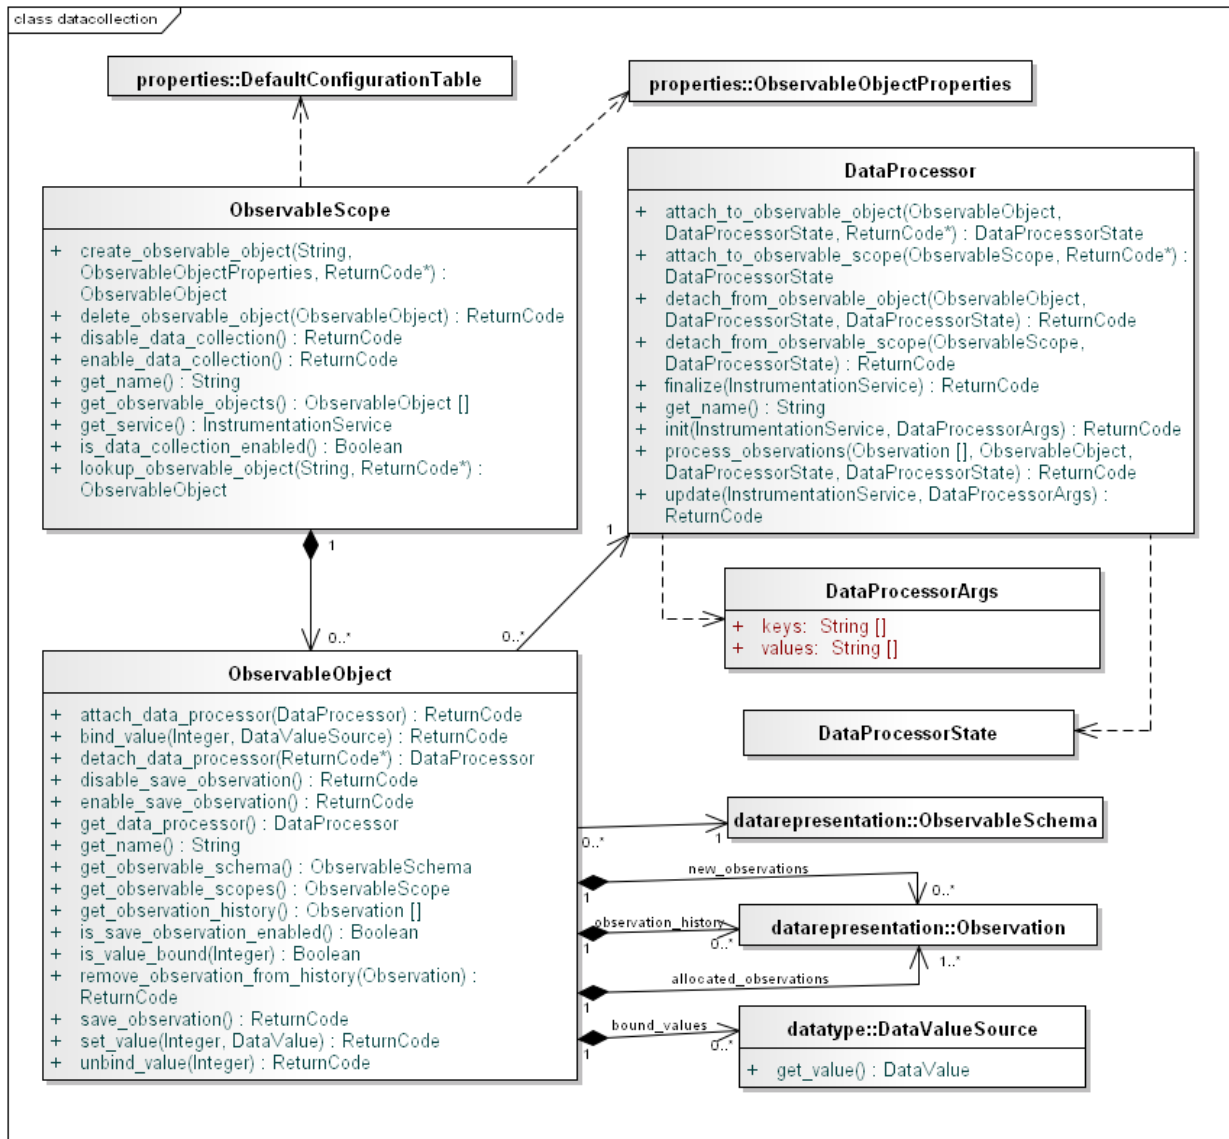 class datacollection
properties::DefaultConfigurationTable
properties::ObservableObjectProperties
ObservableScope
+ create_observable_object(String,
ObservableObjectProperties, ReturnCode*) :
ObservableObject
+ delete_observable_object(ObservableObject) : ReturnCode
+ disable_data_collection() : ReturnCode
+ enable_data_collection() : ReturnCode
+ get_name() : String
+ get_observable_objects() : ObservableObject []
+ get_service() : InstrumentationService
+ is_data_collection_enabled() : Boolean
+ lookup_observable_object(String, ReturnCode*) :
ObservableObject
DataProcessor
+ attach_to_observable_object(ObservableObject,
DataProcessorState, ReturnCode*) : DataProcessorState
+ attach_to_observable_scope(ObservableScope, ReturnCode*) :
DataProcessorState
+ detach_from_observable_object(ObservableObject,
DataProcessorState, DataProcessorState) : ReturnCode
+ detach_from_observable_scope(ObservableScope,
DataProcessorState) : ReturnCode
+ finalize(InstrumentationService) : ReturnCode
+ get_name() : String
+ init(InstrumentationService, DataProcessorArgs) : ReturnCode
+ process_observations(Observation [], ObservableObject,
DataProcessorState, DataProcessorState) : ReturnCode
+ update(InstrumentationService, DataProcessorArgs) :
ReturnCode
1
0..*
0..*
1
DataProcessorArgs
+ keys: String []
+ values: String []
DataProcessorState
ObservableObject
+ attach_data_processor(DataProcessor) : ReturnCode
+ bind_value(Integer, DataValueSource) : ReturnCode
+ detach_data_processor(ReturnCode*) : DataProcessor
+ disable_save_observation() : ReturnCode
+ enable_save_observation() : ReturnCode
+ get_data_processor() : DataProcessor
+ get_name() : String
+ get_observable_schema() : ObservableSchema
+ get_observable_scopes() : ObservableScope
+ get_observation_history() : Observation []
+ is_save_observation_enabled() : Boolean
+ is_value_bound(Integer) : Boolean
+ remove_observation_from_history(Observation) :
ReturnCode
+ save_observation() : ReturnCode
+ set_value(Integer, DataValue) : ReturnCode
+ unbind_value(Integer) : ReturnCode
0..*
1
datarepresentation::ObservableSchema
new_observations
1
0..*
observation_history
1
0..*
datarepresentation::Observation
allocated_observations
1
1..*
bound_values
1
0..*
datatype::DataValueSource
+ get_value() : DataValue